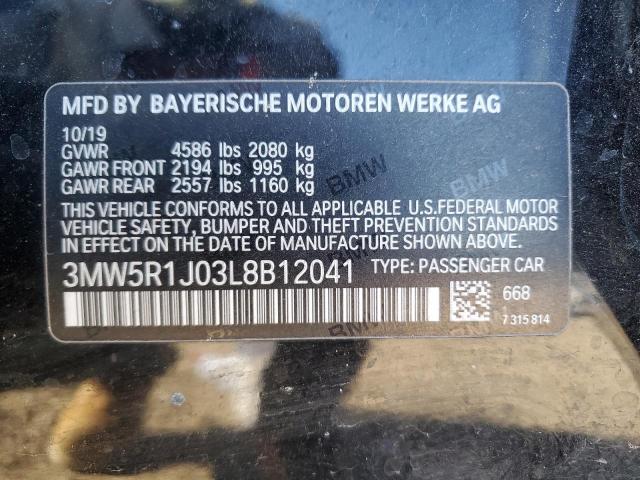 MFD BY BAYERISCHE MOTOREN WERKE AG
10/19
GVWR 4586 lbs 2080 kg
GAWR FRONT 2194 lbs 995 kg
GAWR REAR 2557 lbs 1160 kg
THIS VEHICLE CONFORMS TO ALL APPLICABLE U.S.FEDERAL MOTOR
VEHICLE SAFETY, BUMPER AND THEFT PREVENTION STANDARDS
IN EFFECT ON THE DATE OF MANUFACTURE SHOWN ABOVE.
3MW5R1J03L8B12041 TYPE: PASSENGER CAR
668
7 315 814